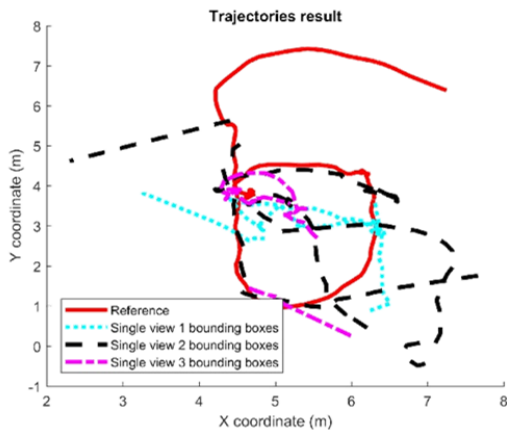 Trajectories result
8
7
6
5
4
3
2
1
0
-1
Y coordinate (m)
Reference
Single view 1 bounding boxes
Single view 2 bounding boxes
Single view 3 bounding boxes
2 3 4 5 6 7 8
X coordinate (m)